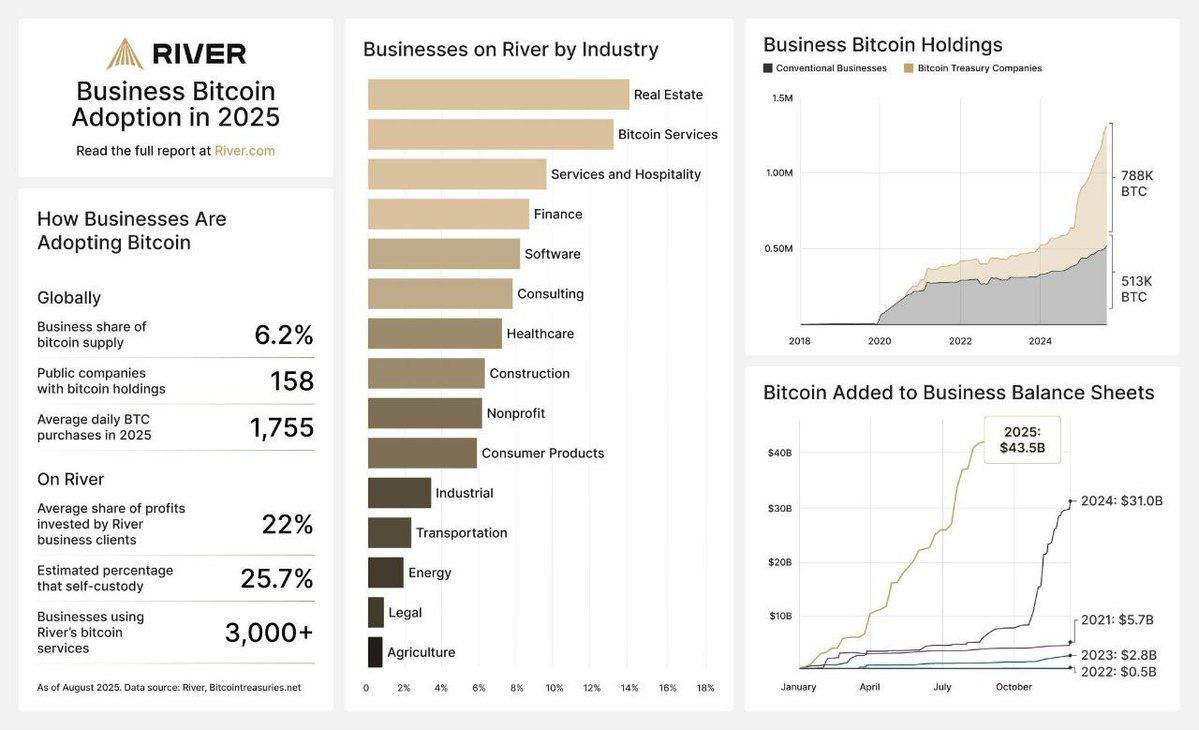 RIVER
Business Bitcoin
Adoption in 2025
Read the full report at River.com
How Businesses Are
Adopting Bitcoin
Globally
Business share of
bitcoin supply
6.2%
Public companies
with bitcoin holdings
158
Average daily BTC
purchases in 2025
1,755
On River
Average share of profits
invested by River
business clients
22%
Estimated percentage
that self-custody
25.7%
Businesses using
River's bitcoin
services
3,000+
As of August 2025. Data source: River, Bitcointreasuries.net
Businesses on River by Industry
Real Estate
Bitcoin Services
Services and Hospitality
Finance
Software
Consulting
Healthcare
Construction
Nonprofit
Consumer Products
Industrial
Transportation
Energy
Legal
Agriculture
0 2% 4% 6% 8% 10% 12% 14% 16% 18%
Business Bitcoin Holdings
Conventional Businesses Bitcoin Treasury Companies
1.5M
1.00M
0.50M
788K
BTC
513K
BTC
2018 2020 2022 2024
Bitcoin Added to Business Balance Sheets
2025:
$43.5B
$40B
$30B
$20B
$10B
2024: $31.0B
2021: $5.7B
2023: $2.8B
2022: $0.5B
January April July October